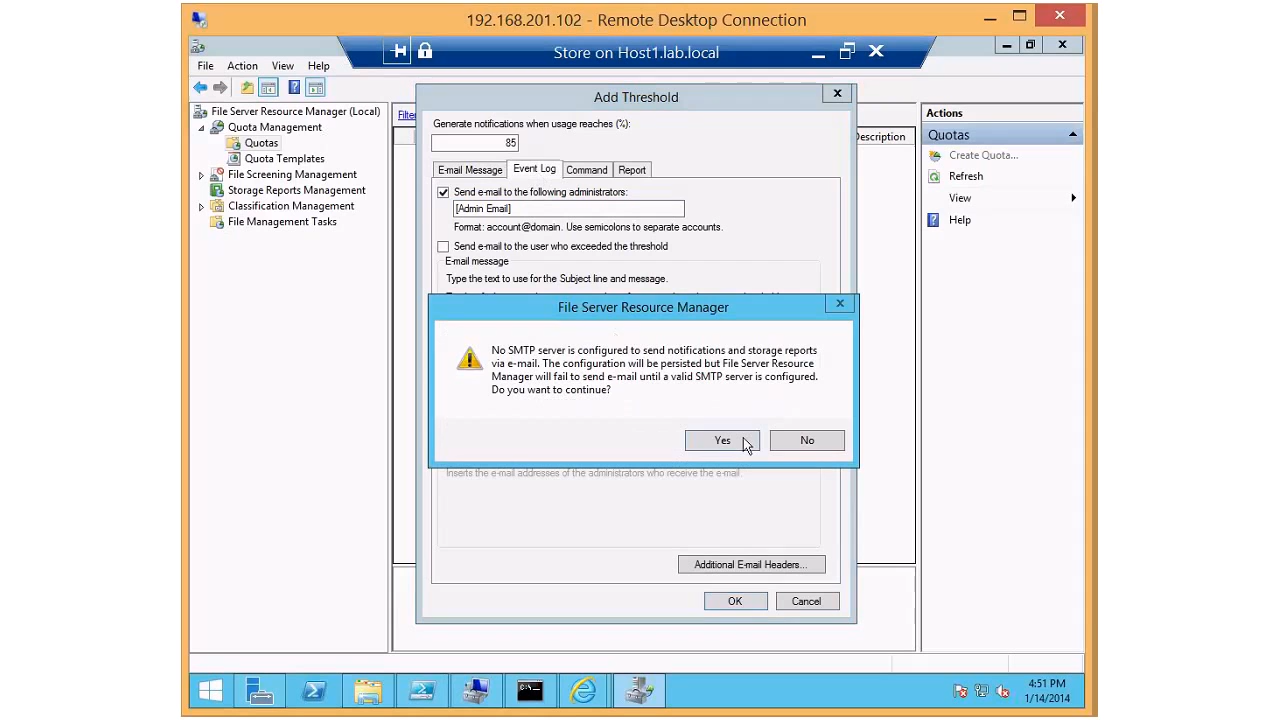 192.168.201.102 - Remote Desktop Connection
Store on Host1.lab.local
File Action View Help
File Server Resource Manager (Local)
Quota Management
Quotas
Quota Templates
File Screening Management
Storage Reports Management
Classification Management
File Management Tasks
Filter
Description
Actions
Quotas
Create Quota...
Refresh
View
Help
Add Threshold
Generate notifications when usage reaches (%):
85
E-mail Message Event Log Command Report
Send e-mail to the following administrators:
[Admin Email]
Format: account@domain. Use semicolons to separate accounts.
Send e-mail to the user who exceeded the threshold
E-mail message
Type the text to use for the Subject line and message.
File Server Resource Manager
No SMTP server is configured to send notifications and storage reports
via e-mail. The configuration will be persisted but File Server Resource
Manager will fail to send e-mail until a valid SMTP server is configured.
Do you want to continue?
Yes No
Inserts the e-mail addresses of the administrators who receive the e-mail.
Additional E-mail Headers...
OK Cancel
4:51 PM
1/14/2014